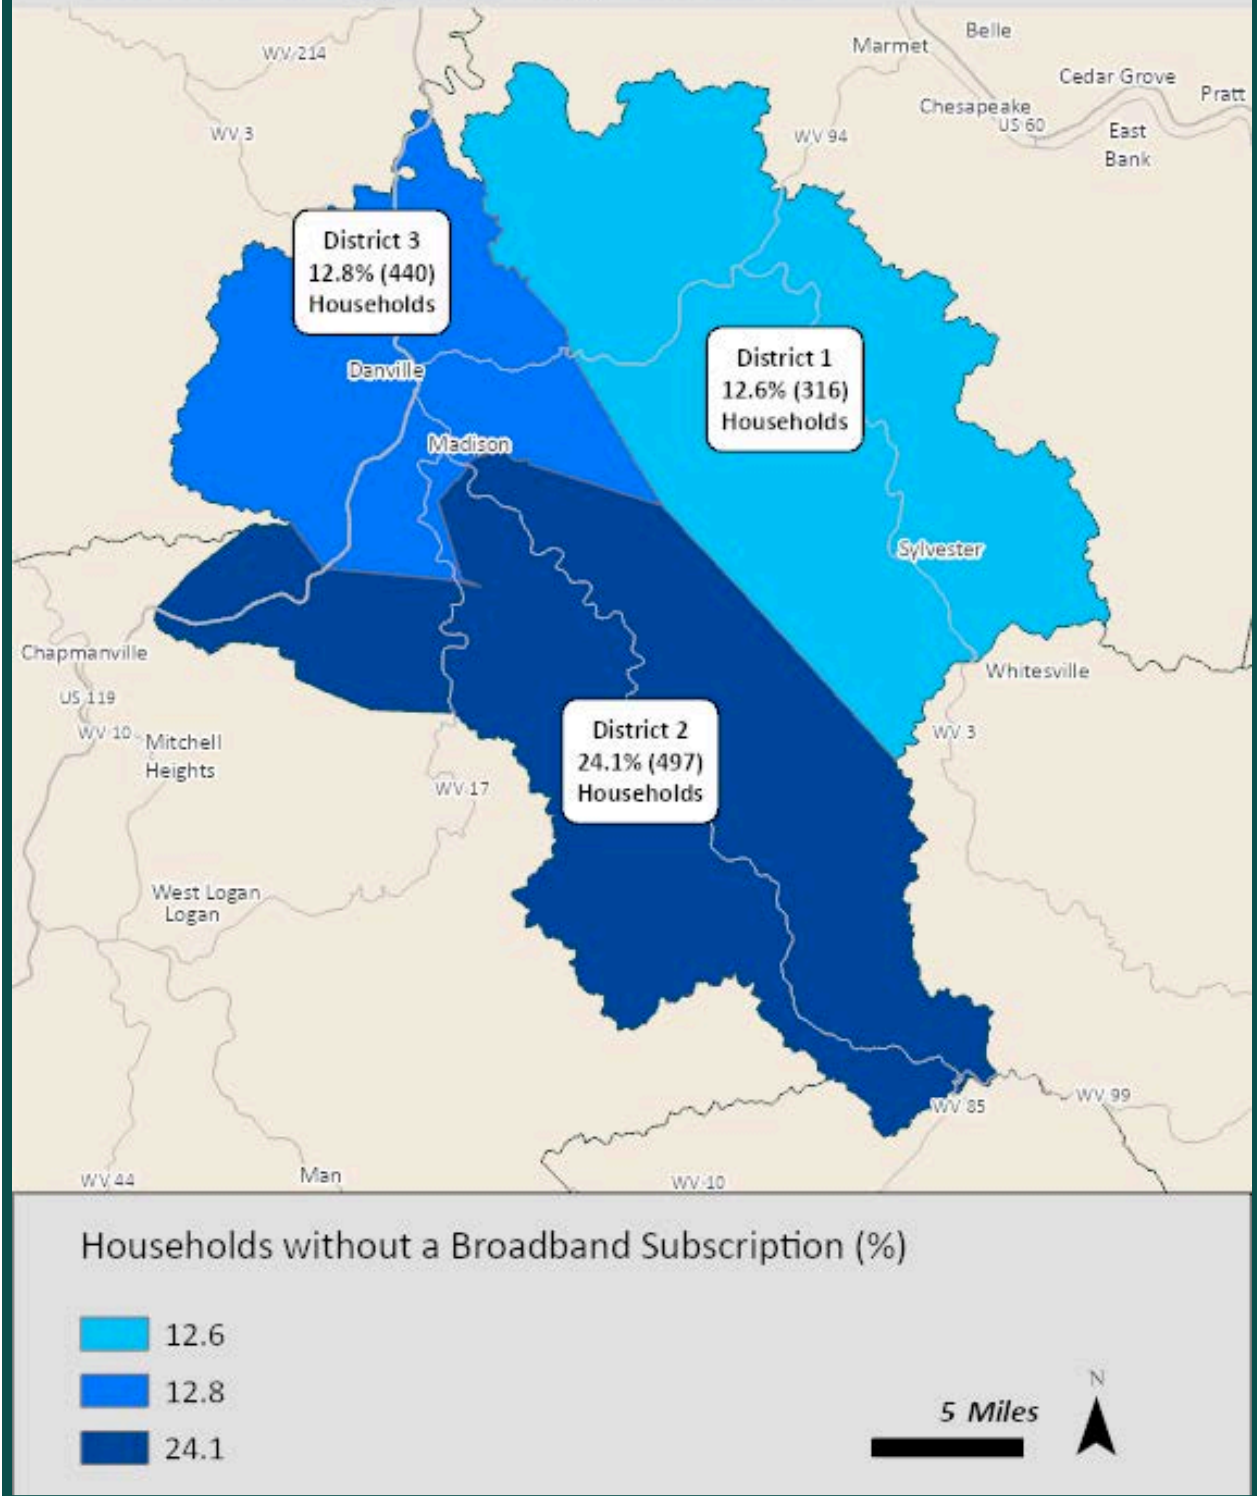 Belle
Marmet
WV 214
Cedar Grove
Pratt
Chesapeake
US 60
WV 3
WV 94
East
Bank
District 3
12.8% (440)
Households
District 1
12.6% (316)
Households
Danville
Madison
Sylvester
Chapmanville
Whitesville
US 119
District 2
24.1% (497)
Households
WV 10
Mitchell
Heights
WV 3
WV 17
West Logan
Logan
WV 85
WV 99
WV 44
Man
WV 10
Households without a Broadband Subscription (%)
12.6
12.8
24.1
N
5 Miles